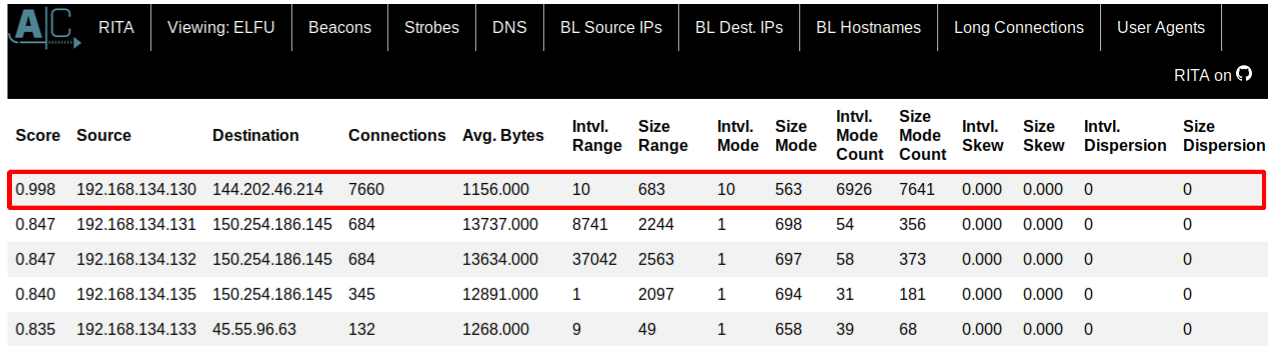 AC RITA Viewing: ELFU Beacons Strobes DNS BL Source IPs BL Dest. IPs BL Hostnames Long Connections User Agents
RITA on
Score Source Destination Connections Avg. Bytes Intvl. Range Size Range Intvl. Mode Size Mode Intvl. Mode Count Size Mode Count Intvl. Skew Size Skew Intvl. Dispersion Size Dispersion
0.998 192.168.134.130 144.202.46.214 7660 1156.000 10 683 10 563 6926 7641 0.000 0.000 0 0
0.847 192.168.134.131 150.254.186.145 684 13737.000 8741 2244 1 698 54 356 0.000 0.000 0 0
0.847 192.168.134.132 150.254.186.145 684 13634.000 37042 2563 1 697 58 373 0.000 0.000 0 0
0.840 192.168.134.135 150.254.186.145 345 12891.000 1 2097 1 694 31 181 0.000 0.000 0 0
0.835 192.168.134.133 45.55.96.63 132 1268.000 9 49 1 658 39 68 0.000 0.000 0 0